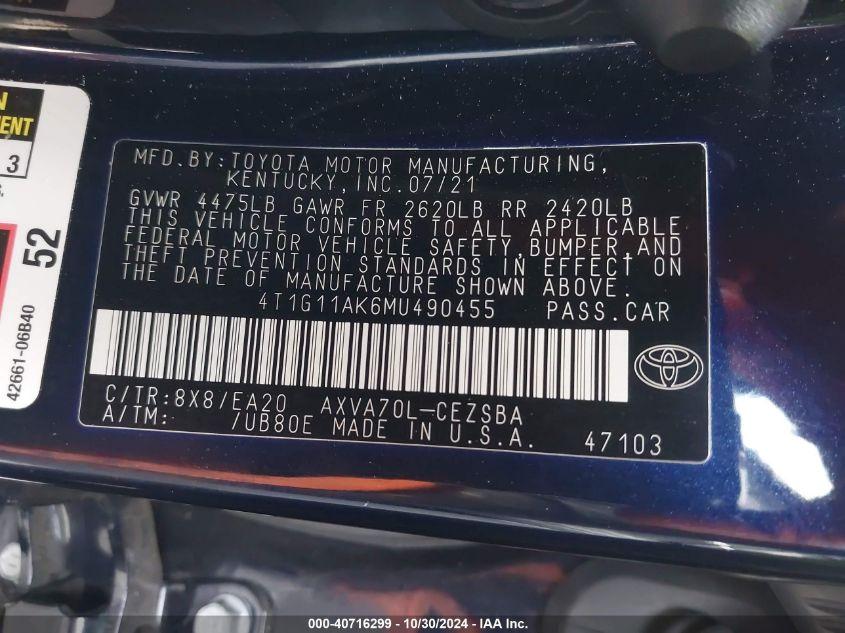 N
ENT
3
S.
52
42661-06B40
MFD.BY:TOYOTA MOTOR MANUFACTURING,
KENTUCKY,INC.07/21
GVWR 4475LB GAWR FR 2620LB RR 2420LB
THIS VEHICLE CONFORMS TO ALL APPLICABLE
FEDERAL MOTOR VEHICLE SAFETY,BUMPER,AND
THEFT PREVENTION STANDARDS IN EFFECT ON
THE DATE OF MANUFACTURE SHOWN ABOVE.
4T1G11AK6MU490455 PASS.CAR
C/TR:8X8/EA20 AXVA70L-CEZSBA
A/TM: /UB80E MADE IN U.S.A. 47103
000-40716299 - 10/30/2024 - IAA Inc.